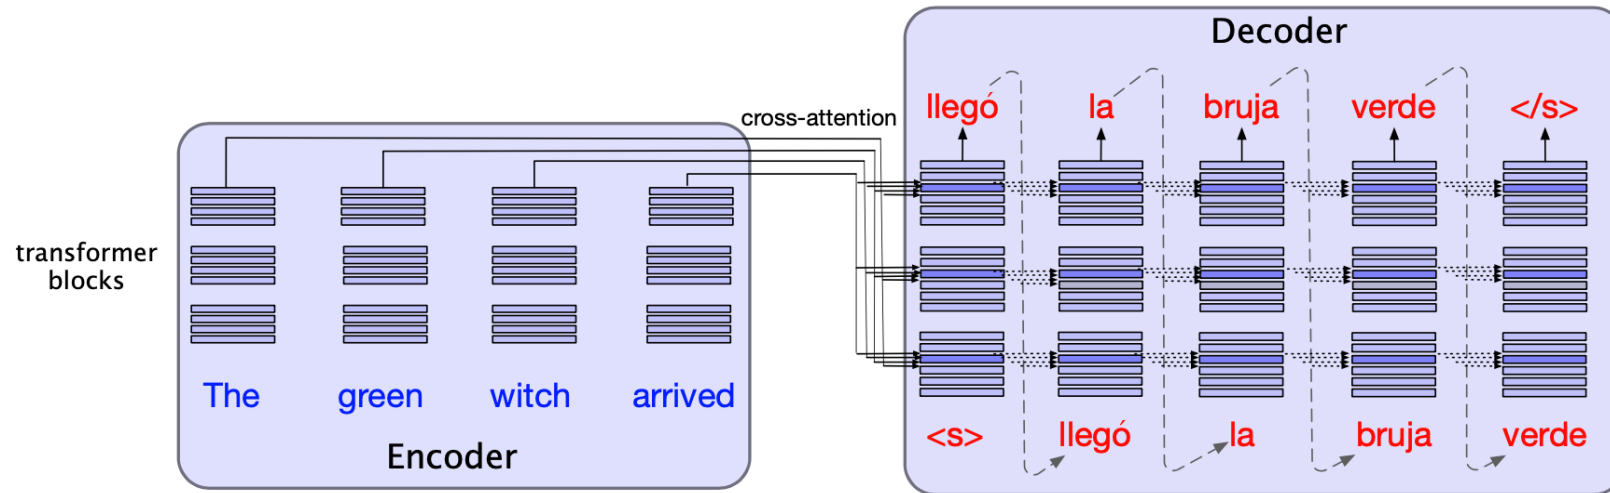 Decoder
llegó la bruja verde </s>
cross-attention
transformer
blocks
The green witch arrived
Encoder
<s> llegó la bruja verde